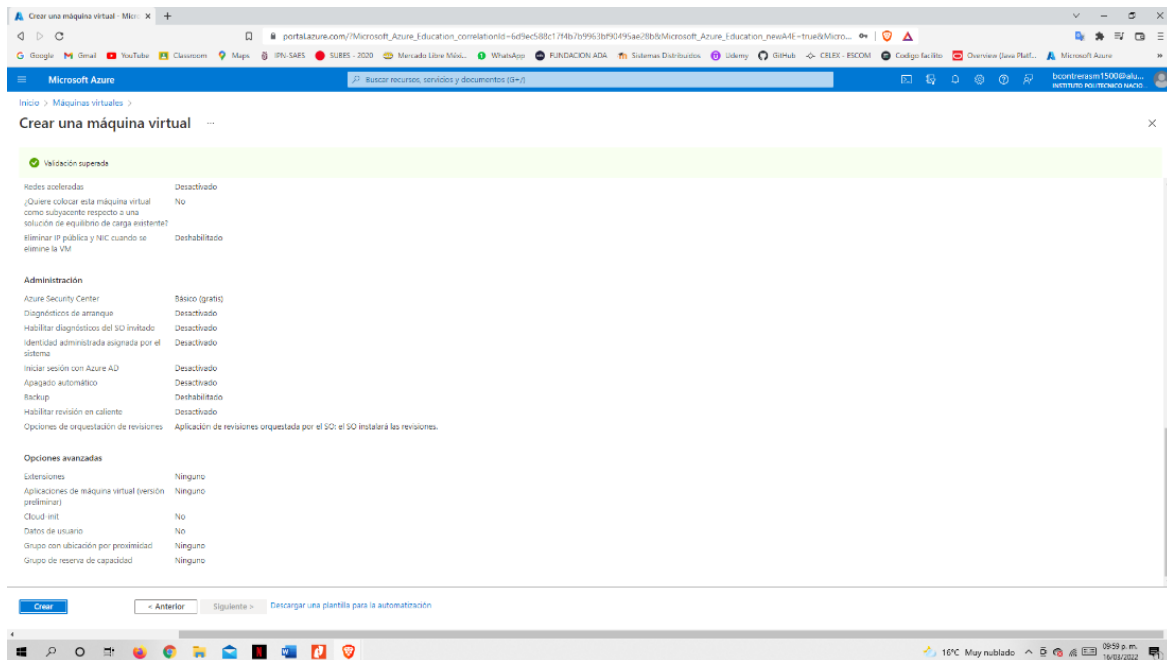 Crear una máquina virtual - Micro
portal.azure.com/?Microsoft_Azure_Education_correlationId=6d9ec588c17f4b7b9963bf90495ae28b&Microsoft_Azure_Education_newA4E=true&Micro...
Google Gmail YouTube Classroom Maps IPN-SAES SUBES - 2020 Mercado Libre Méxi... WhatsApp FUNDACION ADA Sistemas Distribuidos Udemy GitHub CELEX - ESCOM Codigo facilito Overview (Java Platf... Microsoft Azure
Microsoft Azure
Buscar recursos, servicios y documentos (G+/)
bcontrerasm1500@alu...
INSTITUTO POLITECNICO NACIO...
Inicio > Máquinas virtuales >
Crear una máquina virtual ...
Validación superada
Redes aceleradas Desactivado
¿Quiere colocar esta máquina virtual No
como subyacente respecto a una
solución de equilibrio de carga existente?
Eliminar IP pública y NIC cuando se Deshabilitado
elimine la VM
Administración
Azure Security Center Básico (gratis)
Diagnósticos de arranque Desactivado
Habilitar diagnósticos del SO invitado Desactivado
Identidad administrada asignada por el Desactivado
sistema
Iniciar sesión con Azure AD Desactivado
Apagado automático Desactivado
Backup Deshabilitado
Habilitar revisión en caliente Desactivado
Opciones de orquestación de revisiones Aplicación de revisiones orquestada por el SO: el SO instalará las revisiones.
Opciones avanzadas
Extensiones Ninguno
Aplicaciones de máquina virtual (versión Ninguno
preliminar)
Cloud-init No
Datos de usuario No
Grupo con ubicación por proximidad Ninguno
Grupo de reserva de capacidad Ninguno
Crear < Anterior Siguiente > Descargar una plantilla para la automatización
16°C Muy nublado
09:59 p. m.
16/03/2022